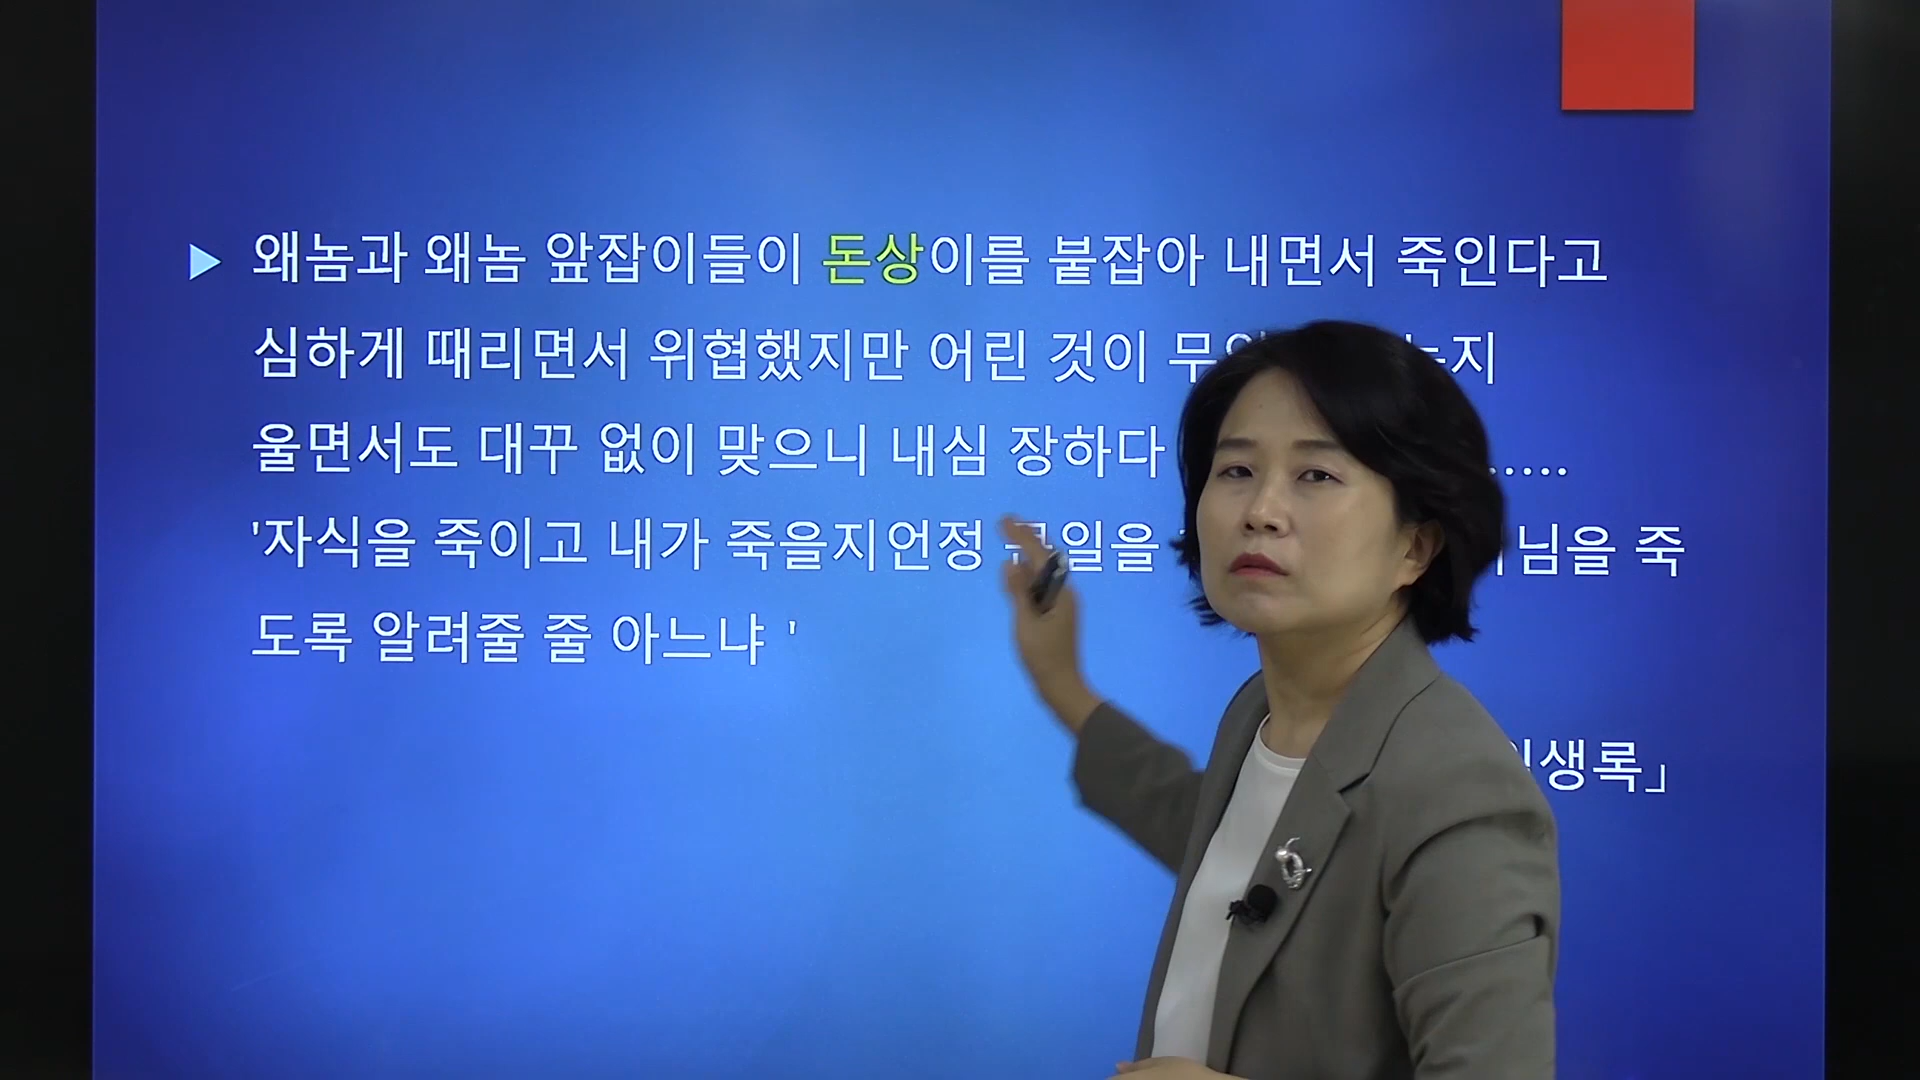 왜놈과 왜놈 앞잡이들이 돈상이를 붙잡아 내면서 죽인다고
심하게 때리면서 위협했지만 어린 것이
울면서도 대꾸 없이 맞으니 내심 장하다 .....
'자식을 죽이고 내가 죽을지언정 죽
도록 알려줄 줄 아느냐 '